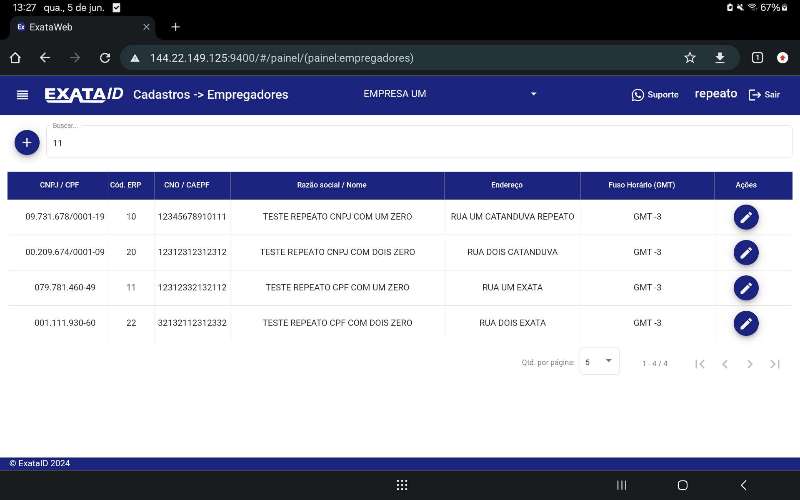 13:27 qua., 5 de jun. 67%
Ex ExataWeb
144.22.149.125:9400/#/painel/(painel:empregadores) 1
EXATA ID Cadastros -> Empregadores EMPRESA UM Suporte repeato Sair
Buscar...
11
CNPJ / CPF Cód. ERP CNO / CAEPF Razão social / Nome Endereço Fuso Horário (GMT) Ações
09.731.678/0001-19 10 12345678910111 TESTE REPEATO CNPJ COM UM ZERO RUA UM CATANDUVA REPEATO GMT -3
00.209.674/0001-09 20 12312312312312 TESTE REPEATO CNPJ COM DOIS ZERO RUA DOIS CATANDUVA GMT -3
079.781.460-49 11 12312332132112 TESTE REPEATO CPF COM UM ZERO RUA UM EXATA GMT -3
001.111.930-60 22 32132112312332 TESTE REPEATO CPF COM DOIS ZERO RUA DOIS EXATA GMT -3
Qtd. por página: 5 1 - 4 / 4
© ExataID 2024